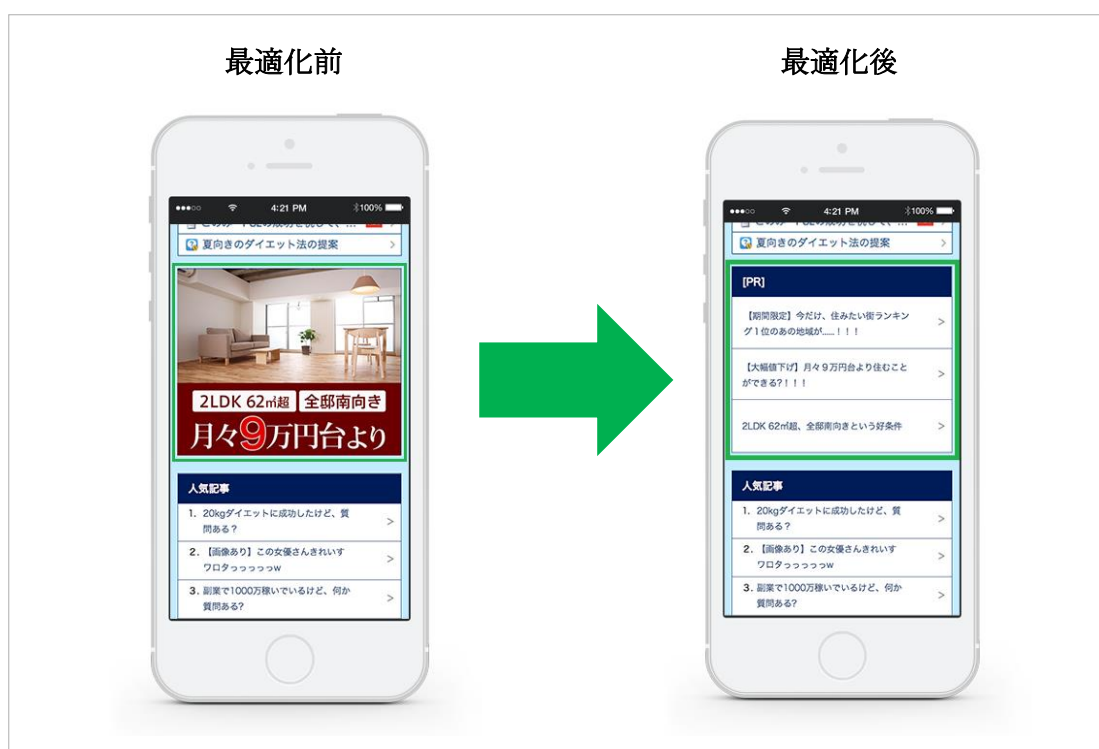 最適化前
最適化後
4:21 PM
100%
夏向きのダイエット法の提案
2LDK 62㎡超 全邸南向き
月々9万円台より
人気記事
1. 20kgダイエットに成功したけど、質
問ある？
2. 【画像あり】この女優さんきれいす
ワロタっっっっっw
3. 副業で1000万稼いでいるけど、何か
質問ある?
4:21 PM
100%
夏向きのダイエット法の提案
[PR]
【期間限定】今だけ、住みたい街ランキン
グ1位のあの地域が......！！！
【大幅値下げ】月々９万円台より住むこと
ができる?！！！
2LDK 62㎡超、全邸南向きという好条件
人気記事
1. 20kgダイエットに成功したけど、質
問ある？
2. 【画像あり】この女優さんきれいす
ワロタっっっっっw
3. 副業で1000万稼いでいるけど、何か
質問ある?